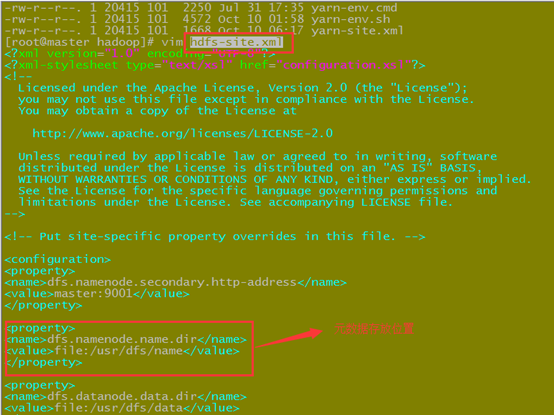 -rw-r--r--. 1 20415 101  2250 Jul 31 17:35 yarn-env.cmd
-rw-r--r--. 1 20415 101  4572 Oct 10 01:58 yarn-env.sh
-rw-r--r--. 1 20415 101  1668 Oct 10 06:17 yarn-site.xml
[root@master hadoop]# vim hdfs-site.xml
<?xml version="1.0" encoding="UTF-8"?>
<?xml-stylesheet type="text/xsl" href="configuration.xsl"?>
<!--
Licensed under the Apache License, Version 2.0 (the "License");
you may not use this file except in compliance with the License.
You may obtain a copy of the License at
http://www.apache.org/licenses/LICENSE-2.0
Unless required by applicable law or agreed to in writing, software
distributed under the License is distributed on an "AS IS" BASIS,
WITHOUT WARRANTIES OR CONDITIONS OF ANY KIND, either express or implied.
See the License for the specific language governing permissions and
limitations under the License. See accompanying LICENSE file.
-->
<!-- Put site-specific property overrides in this file. -->
<configuration>
<property>
<name>dfs.namenode.secondary.http-address</name>
<value>master:9001</value>
</property>
<property>
<name>dfs.namenode.name.dir</name>
<value>file:/usr/dfs/name</value>
</property>
<property>
<name>dfs.datanode.data.dir</name>
<value>file:/usr/dfs/data</value>